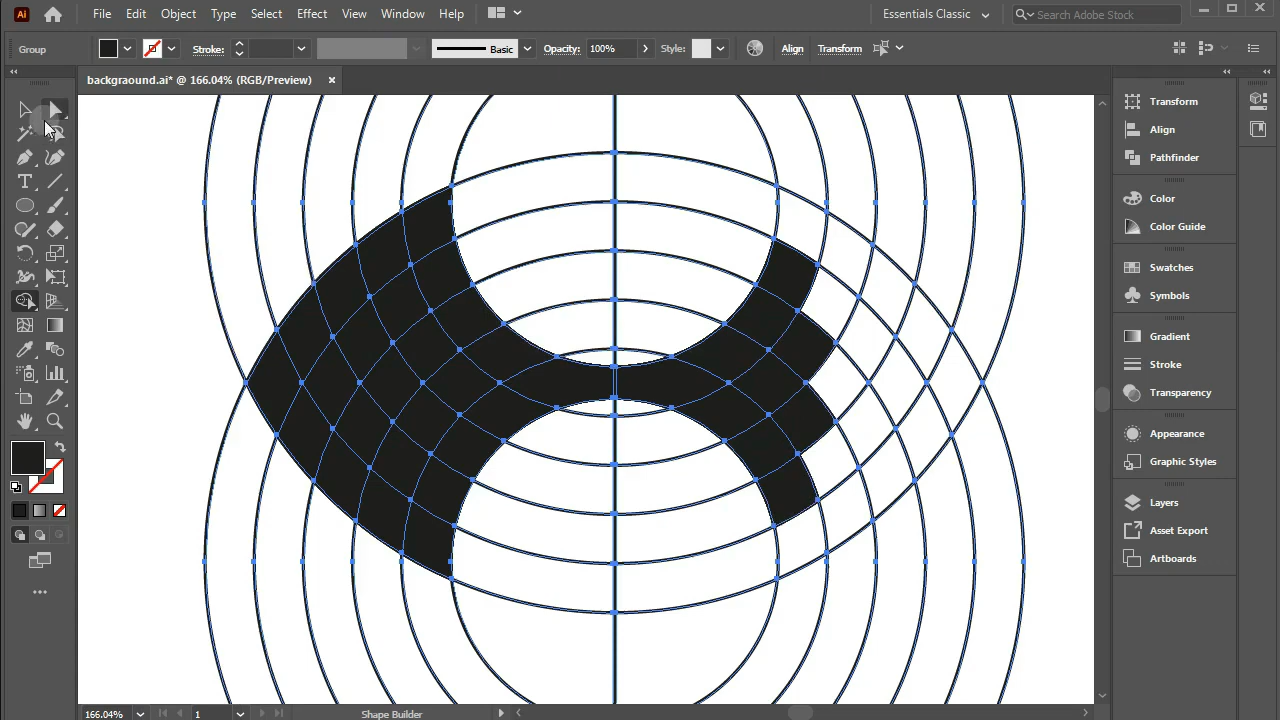 Ai File Edit Object Type Select Effect View Window Help Essentials Classic Search Adobe Stock
Group Stroke: Basic Opacity: 100% Style: Align Transform
backgraound.ai* @ 166.04% (RGB/Preview)
Transform
Align
Pathfinder
Color
Color Guide
Swatches
Symbols
Gradient
Stroke
Transparency
Appearance
Graphic Styles
Layers
Asset Export
Artboards
166.04% 1 Shape Builder